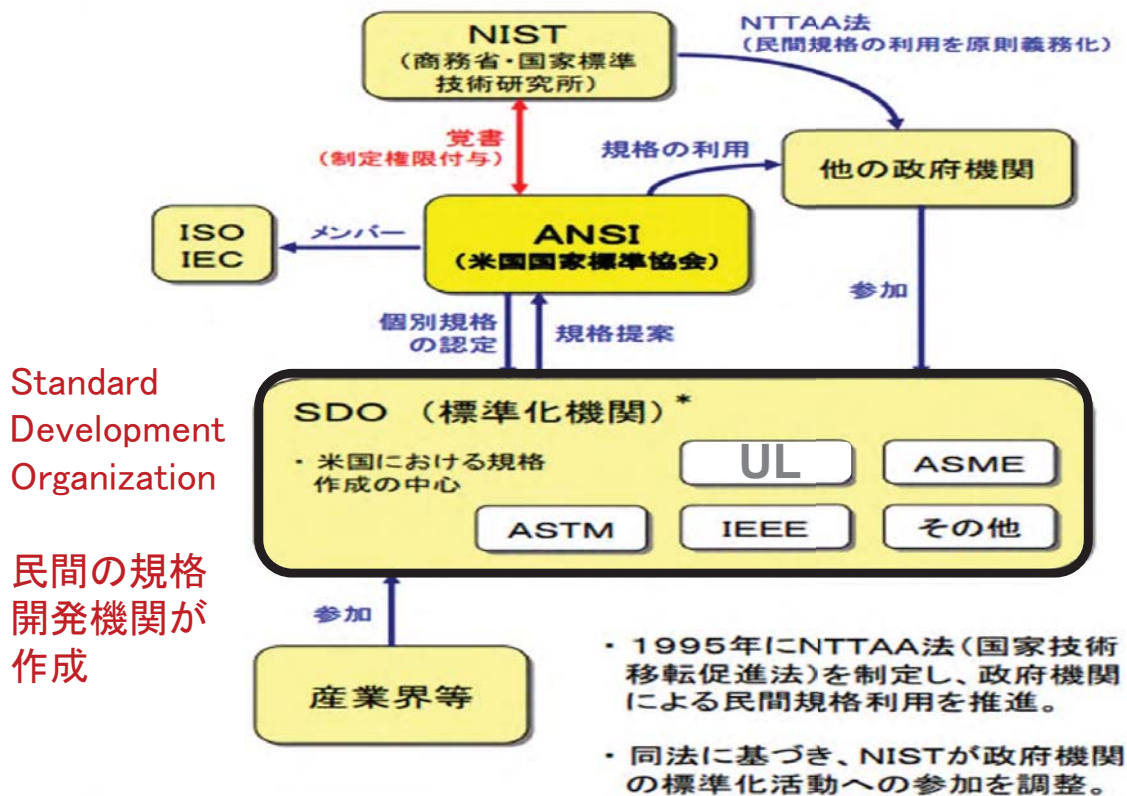 NIST
（商務省・国家標準
技術研究所）
NTTAA法
（民間規格の利用を原則義務化）
覚書
（制定権限付与）
規格の利用
他の政府機関
ISO
IEC
メンバー
ANSI
（米国国家標準協会）
参加
個別規格
の認定
規格提案
Standard
Development
Organization
民間の規格
開発機関が
作成
SDO （標準化機関）*
・米国における規格
作成の中心
UL
ASME
ASTM
IEEE
その他
参加
産業界等
・1995年にNTTAA法（国家技術
移転促進法）を制定し、政府機関
による民間規格利用を推進。
・同法に基づき、NISTが政府機関
の標準化活動への参加を調整。